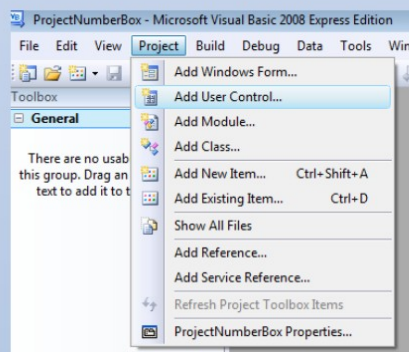 ProjectNumberBox - Microsoft Visual Basic 2008 Express Edition
File Edit View Project Build Debug Data Tools
Toolbox
General
There are no usab
this group. Drag an
text to add it to t
Add Windows Form...
Add User Control...
Add Module...
Add Class...
Add New Item... Ctrl+Shift+A
Add Existing Item... Ctrl+D
Show All Files
Add Reference...
Add Service Reference...
Refresh Project Toolbox Items
ProjectNumberBox Properties...